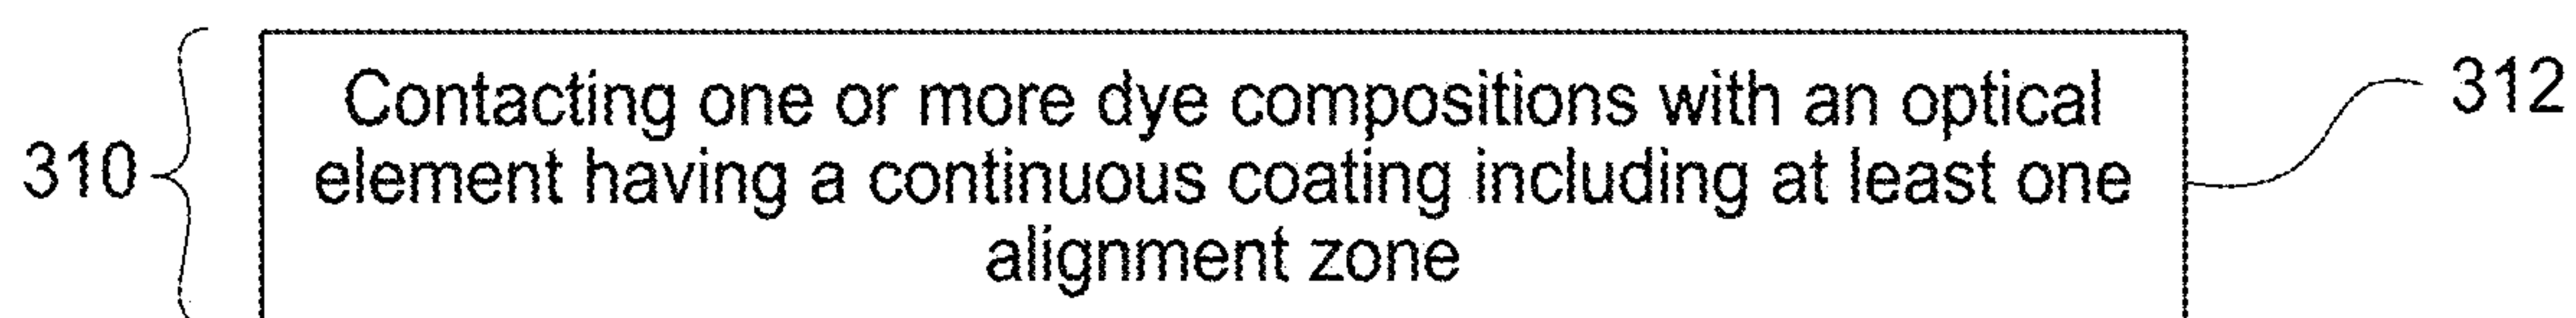 310
Contacting one or more dye compositions with an optical
element having a continuous coating including at least one
alignment zone
312